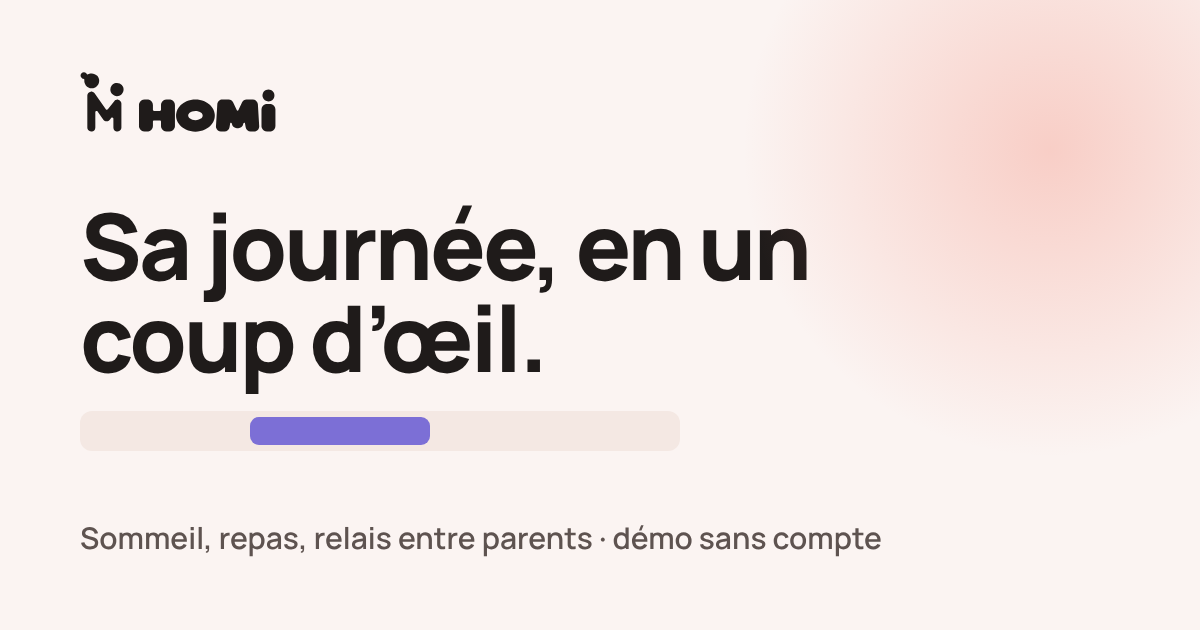 HOMi
Sa journée, en un
coup d’œil.
Sommeil, repas, relais entre parents · démo sans compte